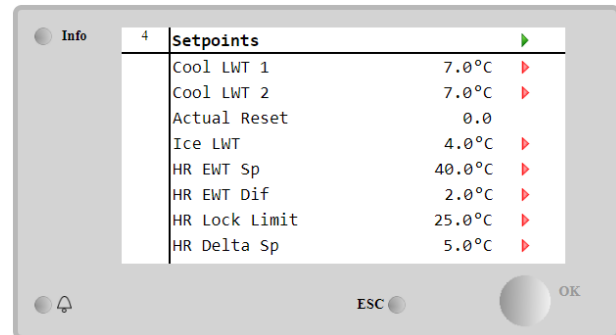 Info
4 Setpoints
Cool LWT 1 7.0°C
Cool LWT 2 7.0°C
Actual Reset 0.0
Ice LWT 4.0°C
HR EWT Sp 40.0°C
HR EWT Dif 2.0°C
HR Lock Limit 25.0°C
HR Delta Sp 5.0°C
ESC
OK